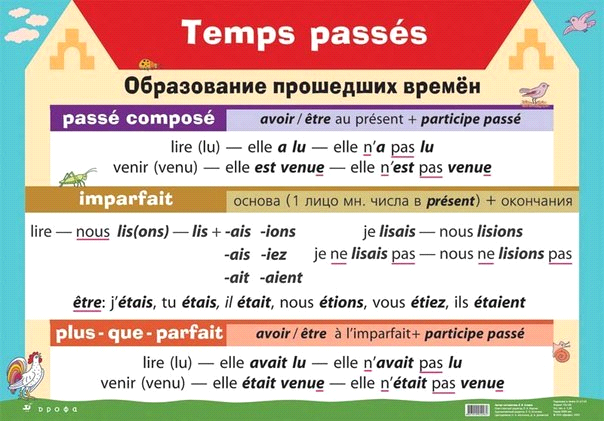 Temps passés
Образование прошедших времён
passé composé avoir / être au présent + participe passé
lire (lu) — elle a lu — elle n'a pas lu
venir (venu) — elle est venue — elle n'est pas venue
imparfait основа (1 лицо мн. числа в présent) + окончания
lire — nous lis(ons) — lis + -ais -ions je lisais — nous lisions
-ais -iez je ne lisais pas — nous ne lisions pas
-ait -aient
être: j'étais, tu étais, il était, nous étions, vous étiez, ils étaient
plus-que-parfait avoir / être à l'imparfait + participe passé
lire (lu) — elle avait lu — elle n'avait pas lu
venir (venu) — elle était venue — elle n'était pas venue
дрофа